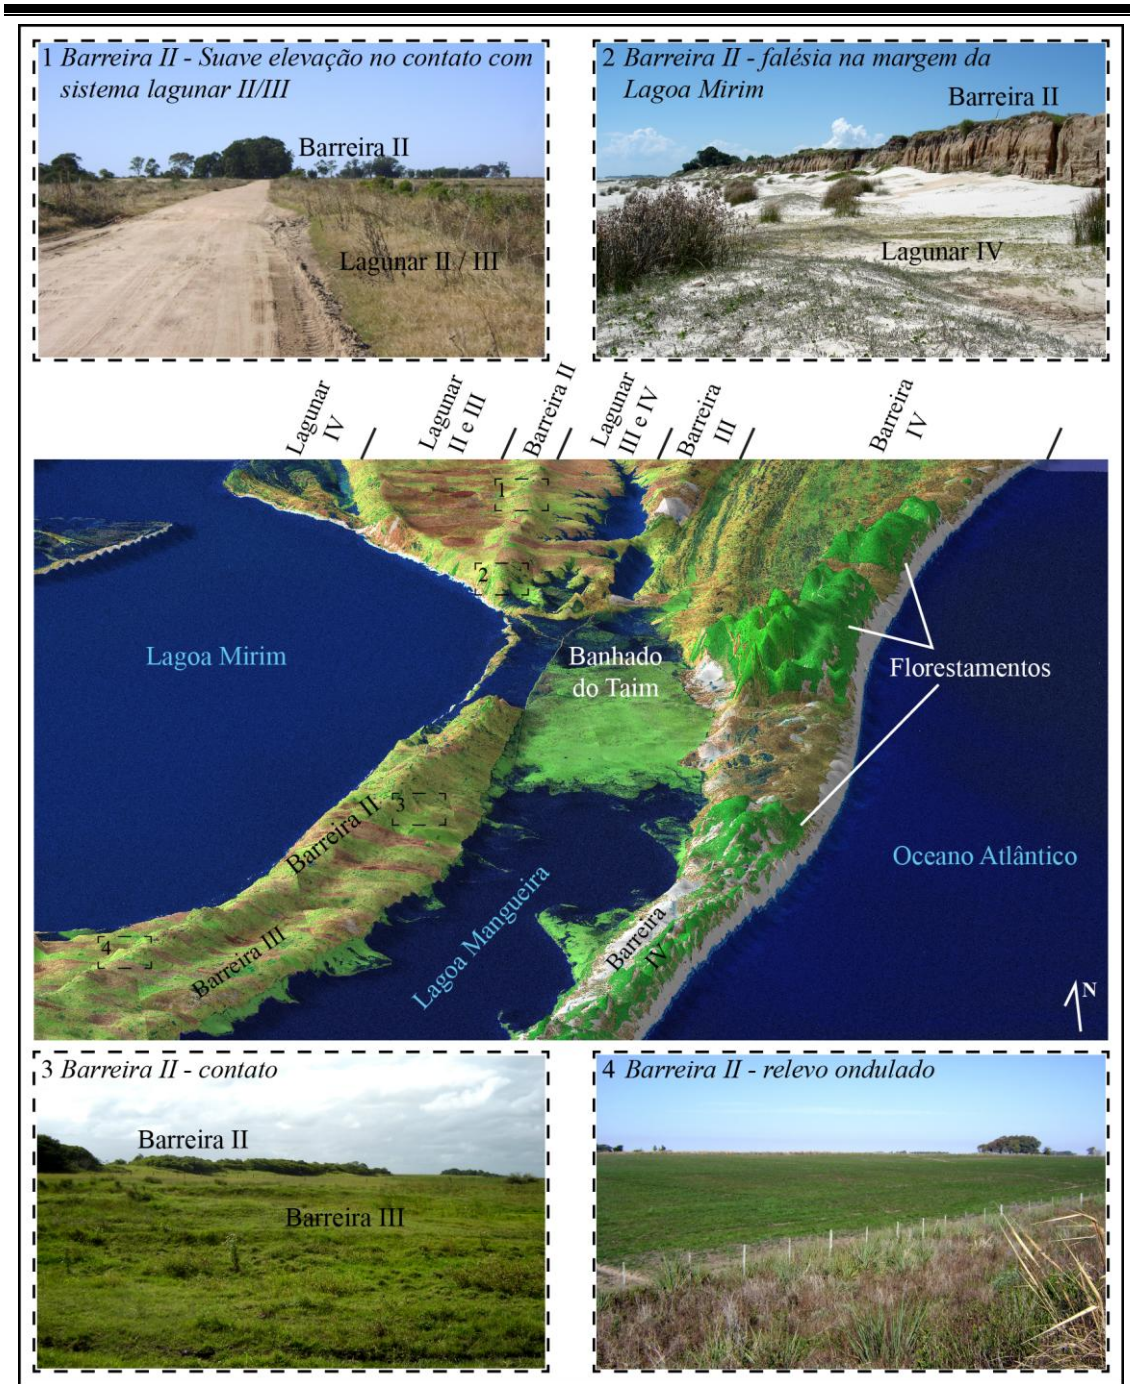 1 Barreira II - Suave elevação no contato com
sistema lagunar II/III
Barreira II
Lagunar II / III
2 Barreira II - falésia na margem da
Lagoa Mirim
Barreira II
Lagunar IV
Lagunar
IV
Lagunar
II e III
Barreira II
Lagunar
III e IV
Barreira
III
Barreira
IV
1
2
Lagoa Mirim
Banhado
do Taim
Florestamentos
3
Barreira II
Oceano Atlântico
Lagoa Mangueira
Barreira
IV
4
Barreira III
N
3 Barreira II - contato
Barreira II
Barreira III
4 Barreira II - relevo ondulado